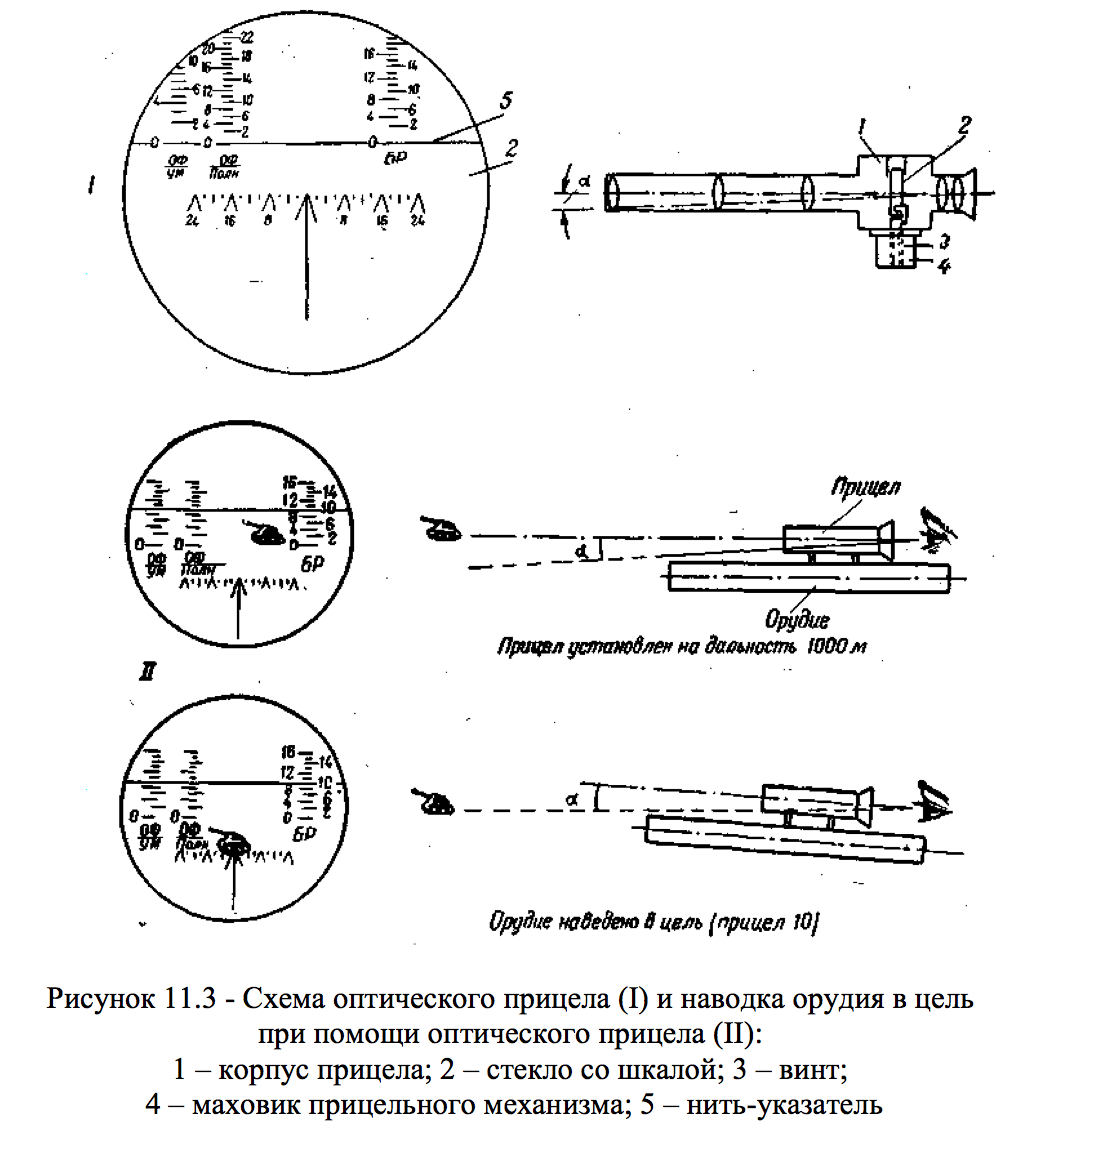 22
20
18
10
16
14
6
12
10
4
8
6
2
4
2
0
0
ОФ
УМ
ОФ
Полн
16
14
12
10
8
6
4
2
0
БР
5
2
I
24
16
8
8
16
24
1
2
α
3
4
16
14
12
10
8
6
4
2
0
0
0
ОФ
УМ
ОФ
Полн
БР
Прицел
α
Орудие
Прицел установлен на дальность 1000 м
II
16
14
12
10
8
6
4
2
0
0
0
ОФ
УМ
ОФ
Полн
БР
α
Орудие наведено в цель (прицел 10)
Рисунок 11.3 - Схема оптического прицела (I) и наводка орудия в цель
при помощи оптического прицела (II):
1 – корпус прицела; 2 – стекло со шкалой; 3 – винт;
4 – маховик прицельного механизма; 5 – нить-указатель